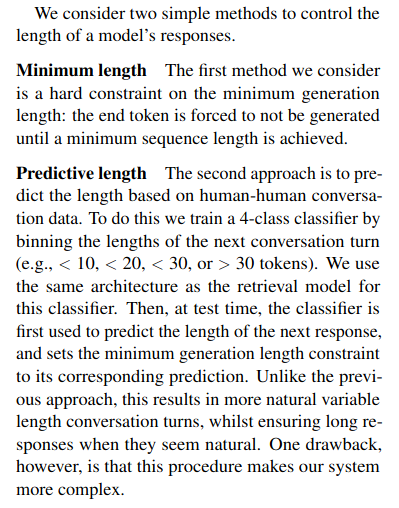 We consider two simple methods to control the
length of a model's responses.
Minimum length The first method we consider
is a hard constraint on the minimum generation
length: the end token is forced to not be generated
until a minimum sequence length is achieved.
Predictive length The second approach is to pre-
dict the length based on human-human conversa-
tion data. To do this we train a 4-class classifier by
binning the lengths of the next conversation turn
(e.g., < 10, < 20, < 30, or > 30 tokens). We use
the same architecture as the retrieval model for
this classifier. Then, at test time, the classifier is
first used to predict the length of the next response,
and sets the minimum generation length constraint
to its corresponding prediction. Unlike the previ-
ous approach, this results in more natural variable
length conversation turns, whilst ensuring long re-
sponses when they seem natural. One drawback,
however, is that this procedure makes our system
more complex.